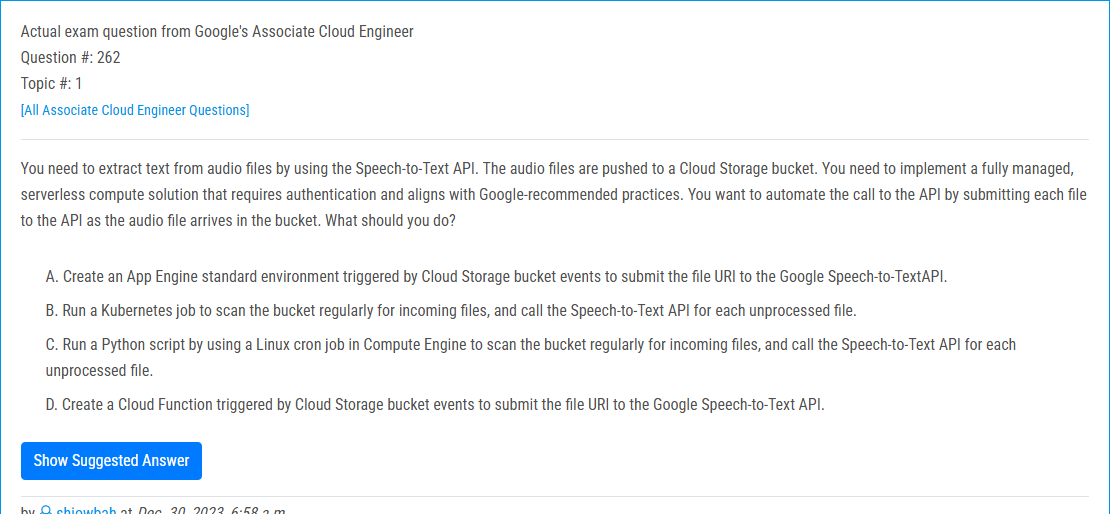 Actual exam question from Google's Associate Cloud Engineer
Question #: 262
Topic #: 1
[All Associate Cloud Engineer Questions]
You need to extract text from audio files by using the Speech-to-Text API. The audio files are pushed to a Cloud Storage bucket. You need to implement a fully managed,
serverless compute solution that requires authentication and aligns with Google-recommended practices. You want to automate the call to the API by submitting each file
to the API as the audio file arrives in the bucket. What should you do?
A. Create an App Engine standard environment triggered by Cloud Storage bucket events to submit the file URI to the Google Speech-to-TextAPI.
B. Run a Kubernetes job to scan the bucket regularly for incoming files, and call the Speech-to-Text API for each unprocessed file.
C. Run a Python script by using a Linux cron job in Compute Engine to scan the bucket regularly for incoming files, and call the Speech-to-Text API for each
unprocessed file.
D. Create a Cloud Function triggered by Cloud Storage bucket events to submit the file URI to the Google Speech-to-Text API.
Show Suggested Answer
by shiowbah at Dec. 30, 2023, 6:58 a.m.